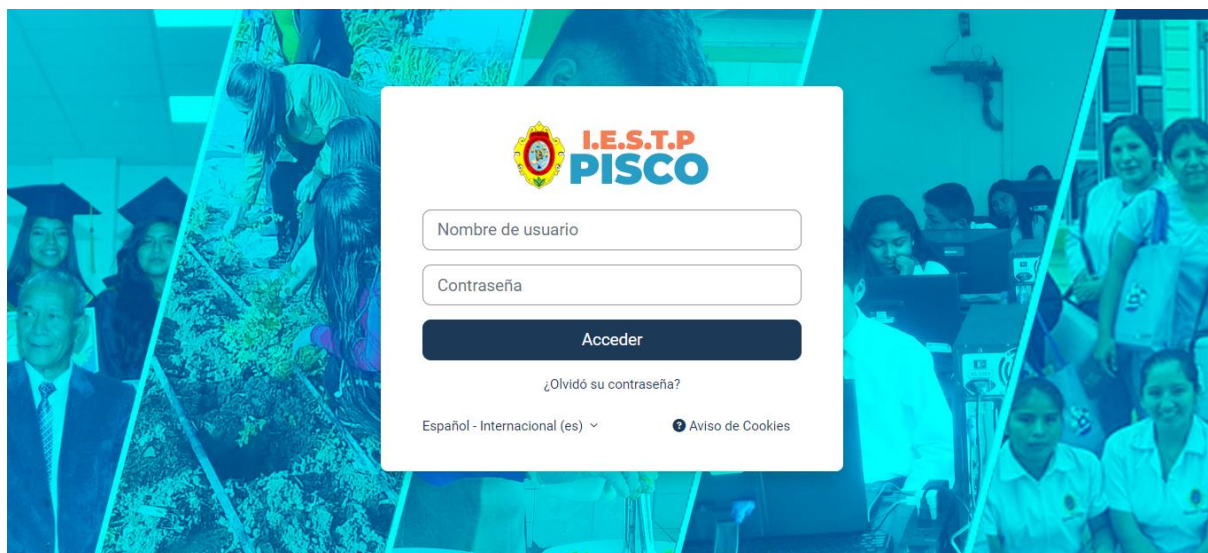 I.E.S.T.P
PISCO
Nombre de usuario
Contraseña
Acceder
¿Olvidó su contraseña?
Español - Internacional (es)
Aviso de Cookies